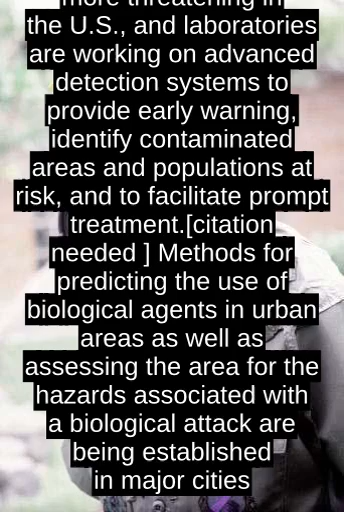 more threatening in
the U.S., and laboratories
are working on advanced
detection systems to
provide early warning,
identify contaminated
areas and populations at
risk, and to facilitate prompt
treatment.[citation
needed ] Methods for
predicting the use of
biological agents in urban
areas as well as
assessing the area for the
hazards associated with
a biological attack are
being established
in major cities